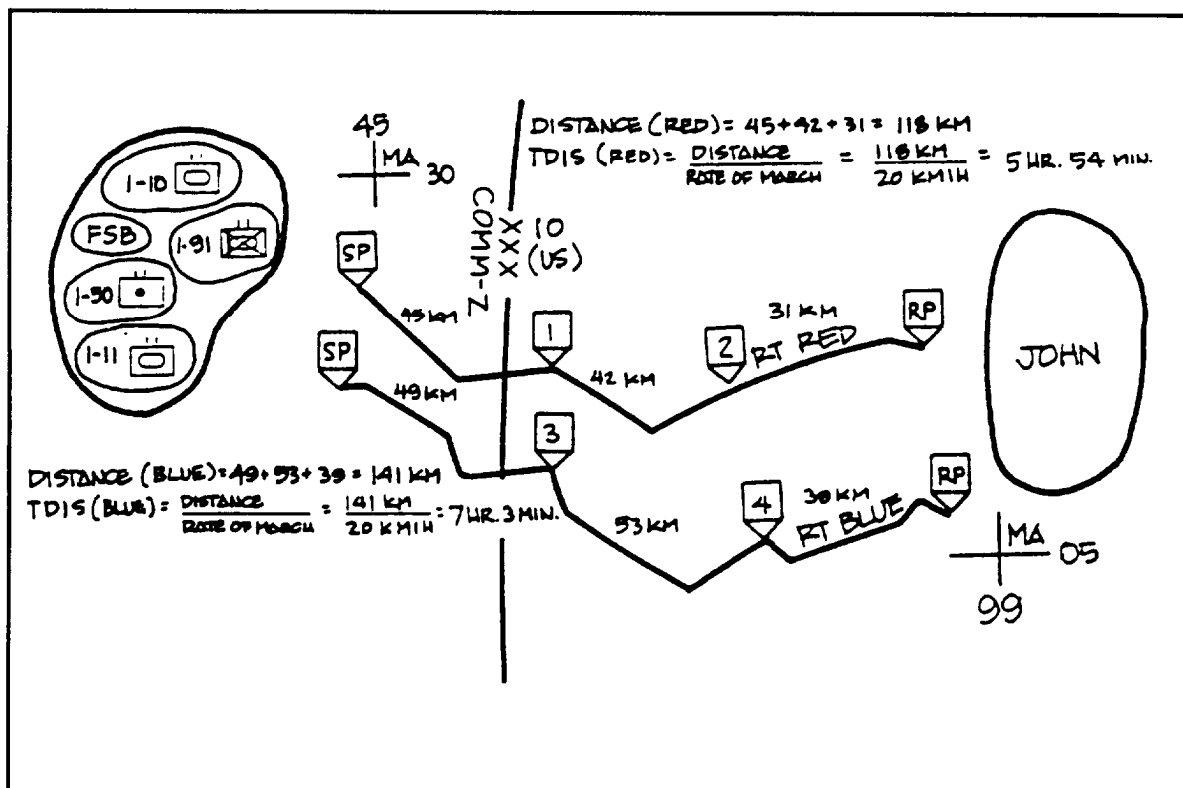 45
MA
30
DISTANCE (RED) = 45+42+31 = 118 KM
TDIS (RED) = DISTANCE / RATE OF MARCH = 118 KM / 20 KMIH = 5 HR. 54 MIN.
1-10
FSB
1-91
1-50
1-11
COMM-Z
XXX
10
(US)
SP
45 KM
1
42 KM
2
31 KM
RT RED
RP
JOHN
SP
49 KM
3
53 KM
4
RT BLUE
RP
DISTANCE (BLUE) = 49+53+39 = 141 KM
TDIS (BLUE) = DISTANCE / RATE OF MARCH = 141 KM / 20 KMIH = 7 HR. 3 MIN.
MA
05
99